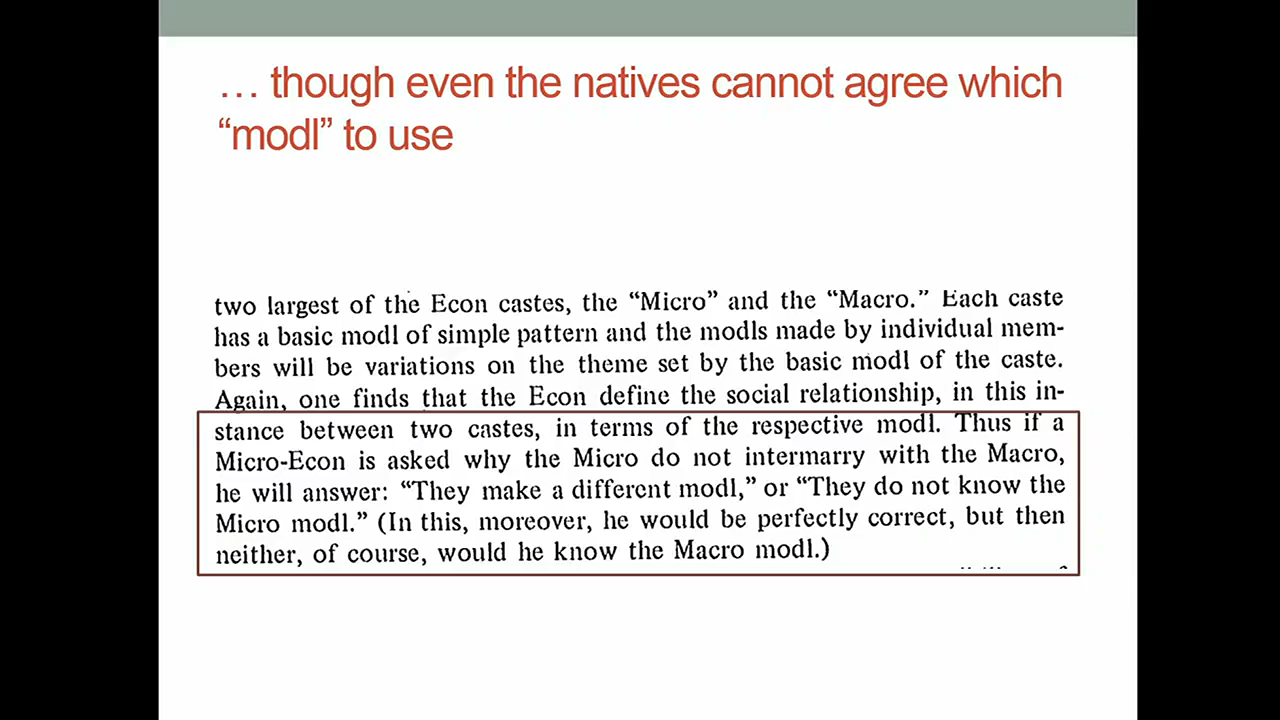 … though even the natives cannot agree which
“modl” to use
two largest of the Econ castes, the “Micro” and the “Macro.” Each caste
has a basic modl of simple pattern and the modls made by individual mem-
bers will be variations on the theme set by the basic modl of the caste.
Again, one finds that the Econ define the social relationship, in this in-
stance between two castes, in terms of the respective modl. Thus if a
Micro-Econ is asked why the Micro do not intermarry with the Macro,
he will answer: “They make a different modl,” or “They do not know the
Micro modl.” (In this, moreover, he would be perfectly correct, but then
neither, of course, would he know the Macro modl.)